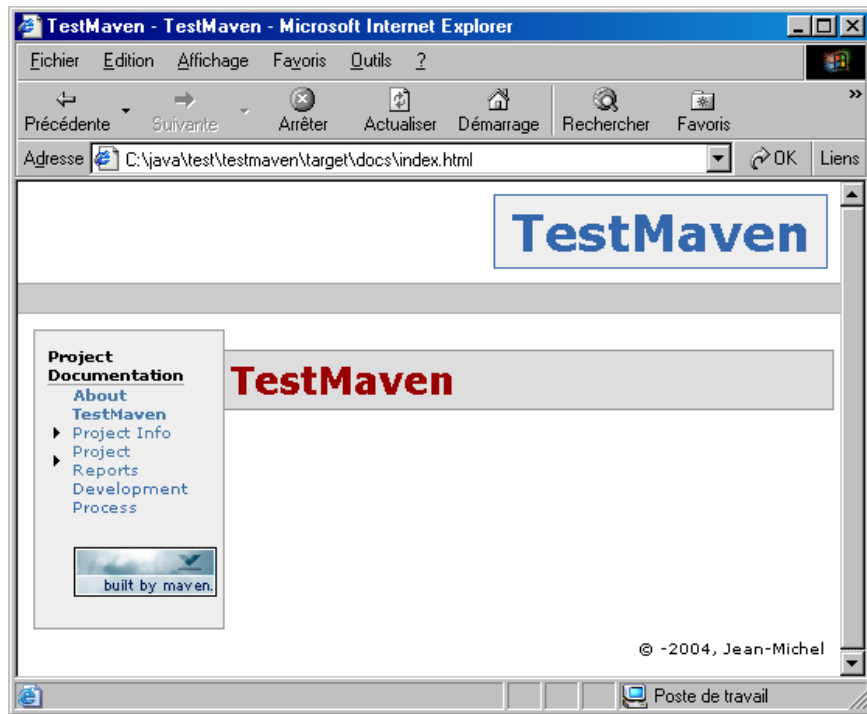 TestMaven - TestMaven - Microsoft Internet Explorer
Fichier Edition Affichage Favoris Outils ?
Précédente Suivante Arrêter Actualiser Démarrage Rechercher Favoris »
Adresse C:\java\test\testmaven\target\docs\index.html OK Liens
TestMaven
Project
Documentation
About
TestMaven
Project Info
Project
Reports
Development
Process
built by maven.
TestMaven
© -2004, Jean-Michel
Poste de travail